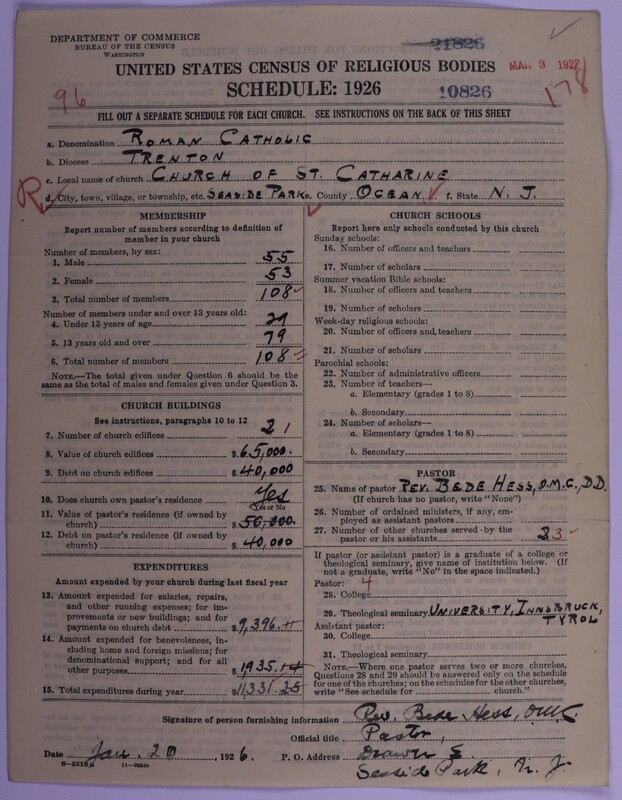 DEPARTMENT OF COMMERCE
BUREAU OF THE CENSUS
WASHINGTON
21826
UNITED STATES CENSUS OF RELIGIOUS BODIES
MAR 3 1927
SCHEDULE: 1926
10826
178
96
FILL OUT A SEPARATE SCHEDULE FOR EACH CHURCH. SEE INSTRUCTIONS ON THE BACK OF THIS SHEET
a. Denomination ROMAN CATHOLIC
b. Diocese TRENTON
c. Local name of church CHURCH OF ST. CATHARINE
R
d. City, town, village, or township, etc. SEASIDE PARK e. County OCEAN f. State N. J.
MEMBERSHIP
Report number of members according to definition of
member in your church
Number of members, by sex:
1. Male 55
2. Female 53
3. Total number of members 108
Number of members under and over 13 years old:
4. Under 13 years of age 29
5. 13 years old and over 79
6. Total number of members 108
NOTE.—The total given under Question 6 should be the
same as the total of males and females given under Question 3.
CHURCH BUILDINGS
See instructions, paragraphs 10 to 12
7. Number of church edifices 2 1
8. Value of church edifices $65,000.
9. Debt on church edifices $40,000
10. Does church own pastor's residence Yes
Yes or No
11. Value of pastor's residence (if owned by
church) $50,000.
12. Debt on pastor's residence (if owned by
church) $40,000
EXPENDITURES
Amount expended by your church during last fiscal year
13. Amount expended for salaries, repairs,
and other running expenses; for im-
provements or new buildings; and for
payments on church debt $9,396.11
14. Amount expended for benevolences, in-
cluding home and foreign missions; for
denominational support; and for all
other purposes $1935.14
15. Total expenditures during year $11,331.25
CHURCH SCHOOLS
Report here only schools conducted by this church
Sunday schools:
16. Number of officers and teachers
17. Number of scholars
Summer vacation Bible schools:
18. Number of officers and teachers
19. Number of scholars
Week-day religious schools:
20. Number of officers and teachers
21. Number of scholars
Parochial schools:
22. Number of administrative officers
23. Number of teachers—
a. Elementary (grades 1 to 8)
b. Secondary
24. Number of scholars—
a. Elementary (grades 1 to 8)
b. Secondary
PASTOR
25. Name of pastor REV. BEDE HESS, O.M.C., D.D.
(If church has no pastor, write "None")
26. Number of ordained ministers, if any, em-
ployed as assistant pastors
27. Number of other churches served by the
pastor or his assistants 2 3
If pastor (or assistant pastor) is a graduate of a college or
theological seminary, give name of institution below. (If
not a graduate, write "No" in the space indicated.)
Pastor: 4
28. College
29. Theological seminary UNIVERSITY, INNSBRUCK,
TYROL
Assistant pastor:
30. College
31. Theological seminary
NOTE.—Where one pastor serves two or more churches,
Questions 28 and 29 should be answered only on the schedule
for one of the churches; on the schedules for the other churches,
write "See schedule for church."
Signature of person furnishing information Rev. Bede Hess, OMC.
Official title Pastor,
Date Jan. 20, 1926. P. O. Address Drawer S.
Seaside Park, N. J.